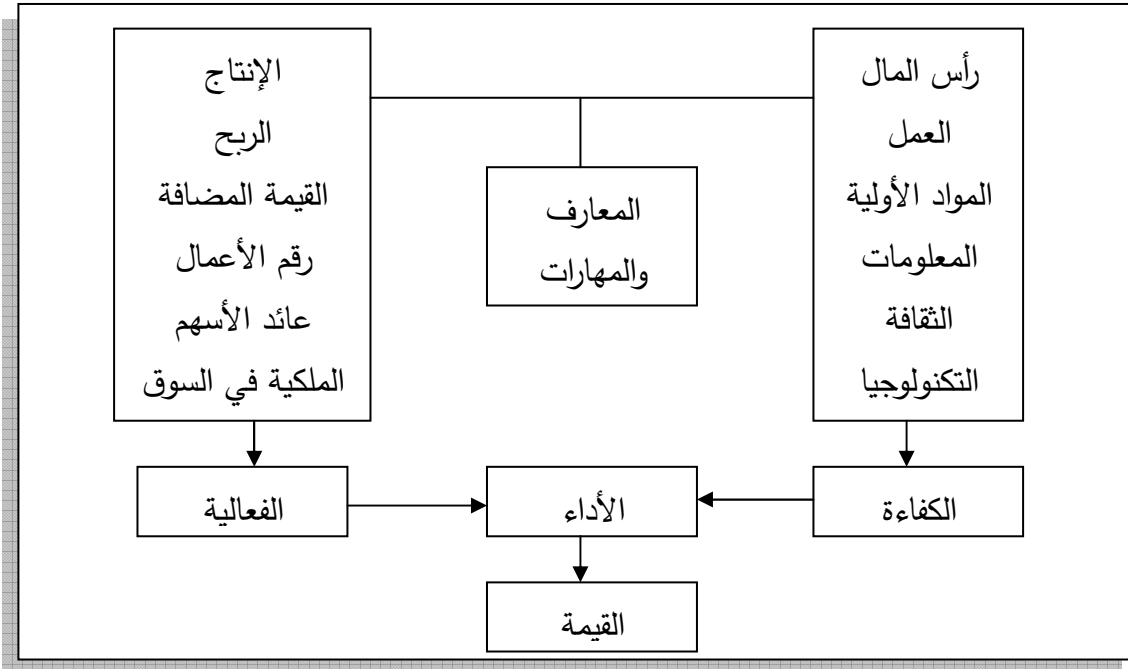 رأس المال
العمل
المواد الأولية
المعلومات
الثقافة
التكنولوجيا
المعارف
والمهارات
الإنتاج
الربح
القيمة المضافة
رقم الأعمال
عائد الأسهم
الملكية في السوق
الكفاءة
الأداء
الفعالية
القيمة